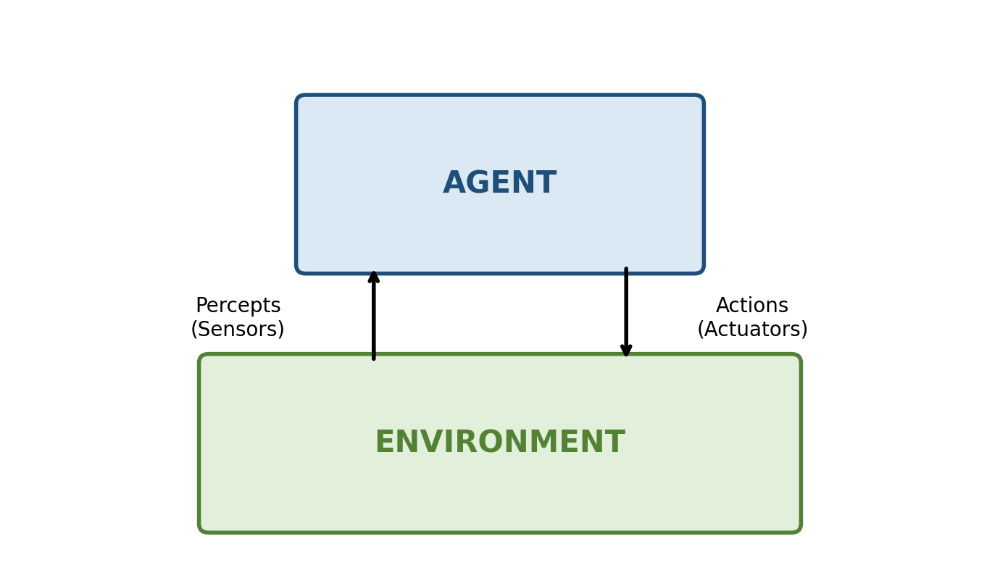 AGENT
Percepts
(Sensors)
Actions
(Actuators)
ENVIRONMENT